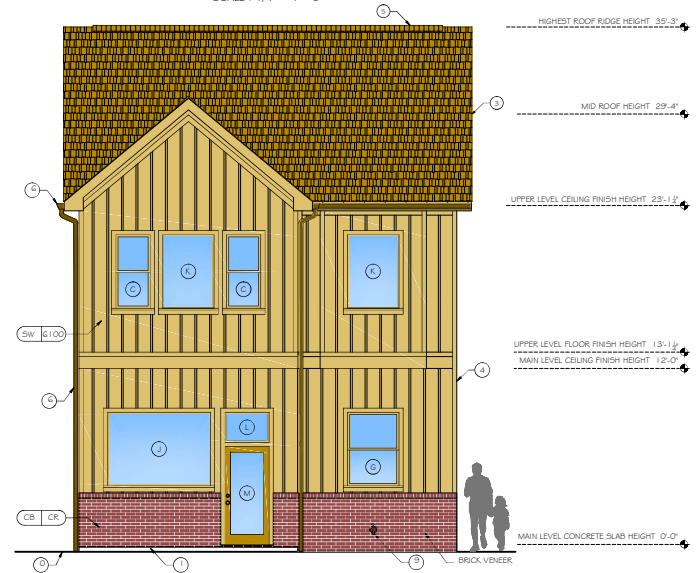 5
HIGHEST ROOF RIDGE HEIGHT 35'-3"
3
MID ROOF HEIGHT 29'-4"
6
UPPER LEVEL CEILING FINISH HEIGHT 23'-1½"
K
K
C
C
SW 6100
UPPER LEVEL FLOOR FINISH HEIGHT 13'-1½"
MAIN LEVEL CEILING FINISH HEIGHT 12'-0"
4
6
L
J
G
M
CB CR
MAIN LEVEL CONCRETE SLAB HEIGHT 0'-0"
0
1
9
BRICK VENEER